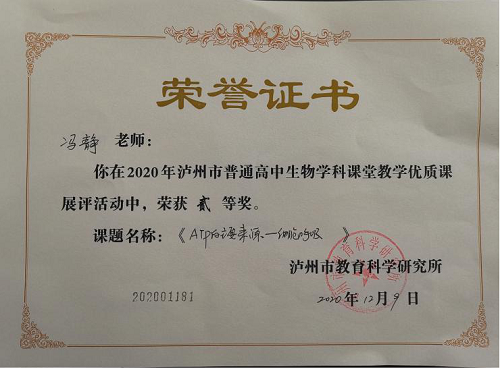 荣誉证书
冯静 老师：
你在2020年泸州市普通高中生物学科课堂教学优质课
展评活动中，荣获 贰 等奖。
课题名称：《ATP的主要来源——细胞呼吸》
泸州市教育科学研究所
202001181
2020年12月9日